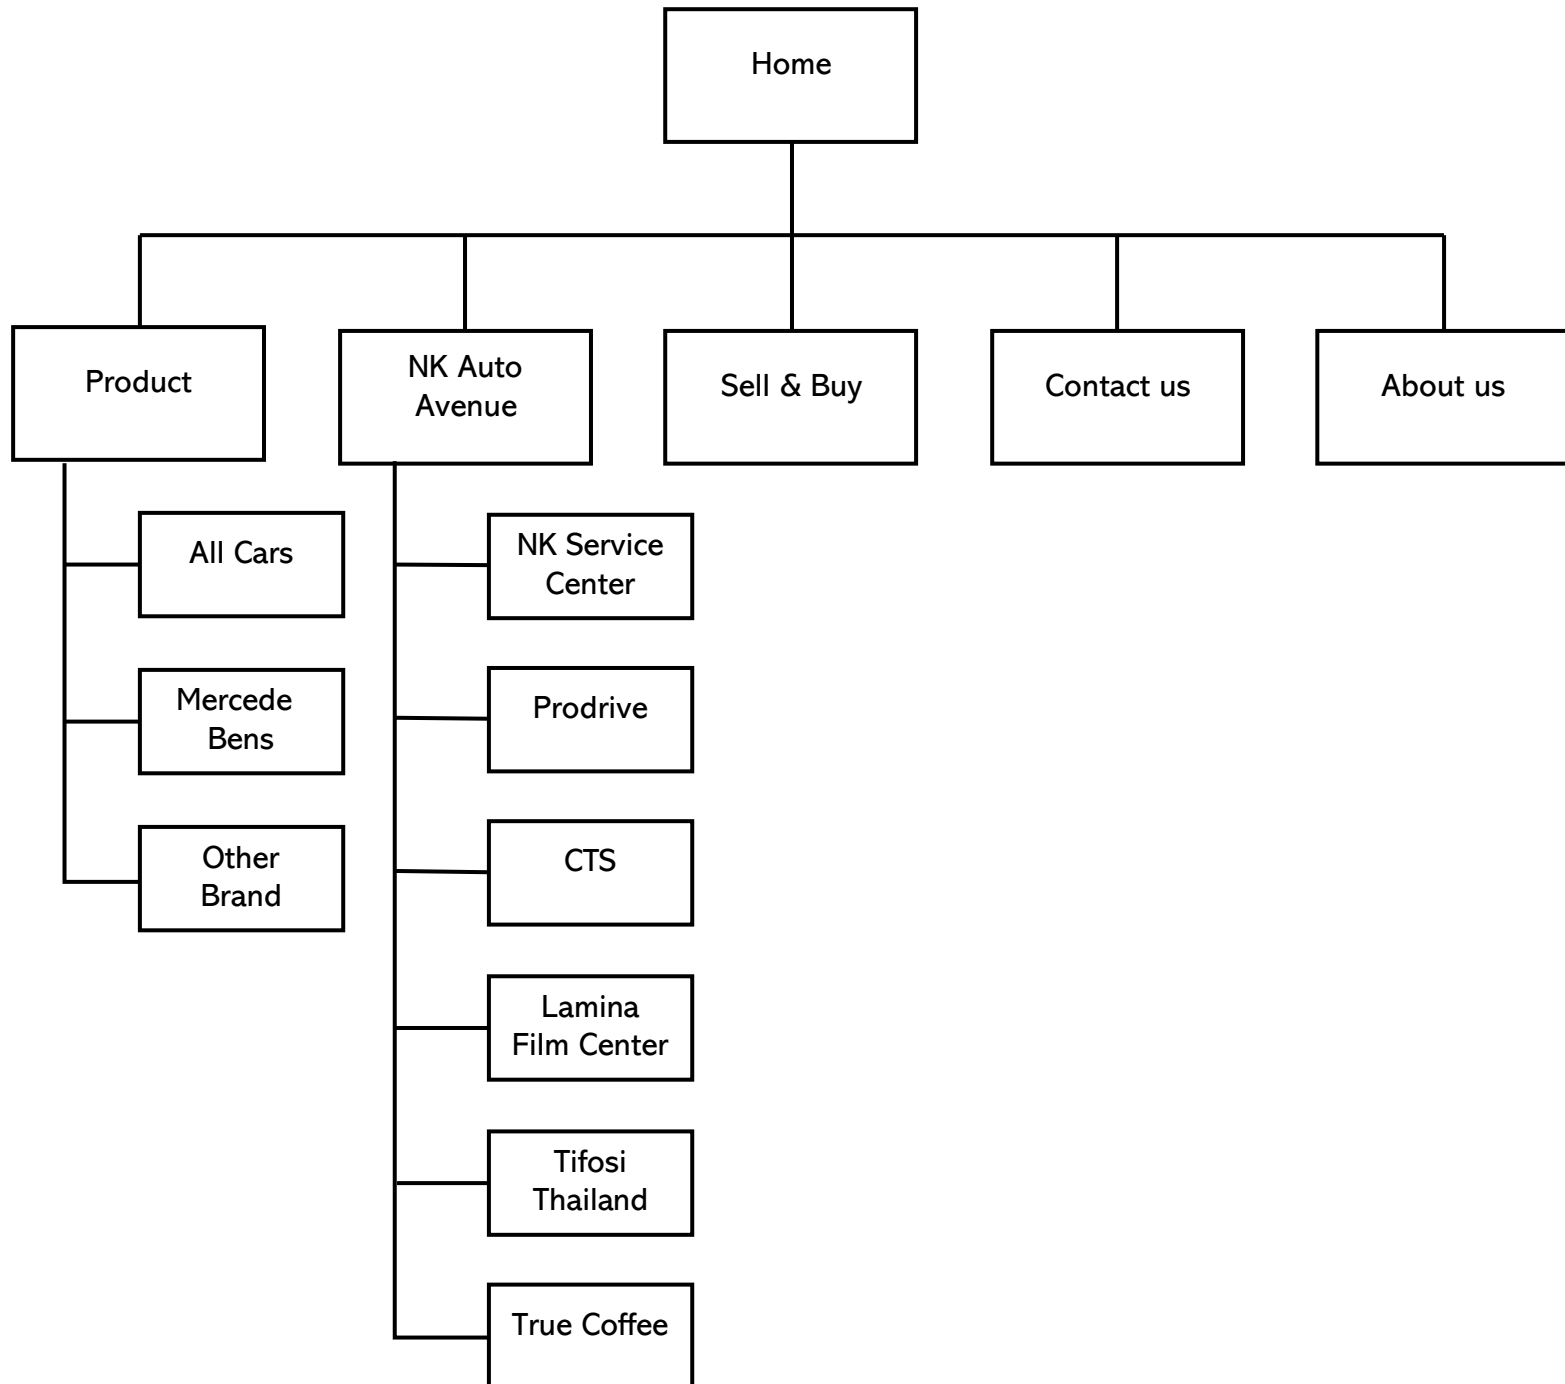 Home
Product
NK Auto
Avenue
Sell & Buy
Contact us
About us
All Cars
Mercede
Bens
Other
Brand
NK Service
Center
Prodrive
CTS
Lamina
Film Center
Tifosi
Thailand
True Coffee